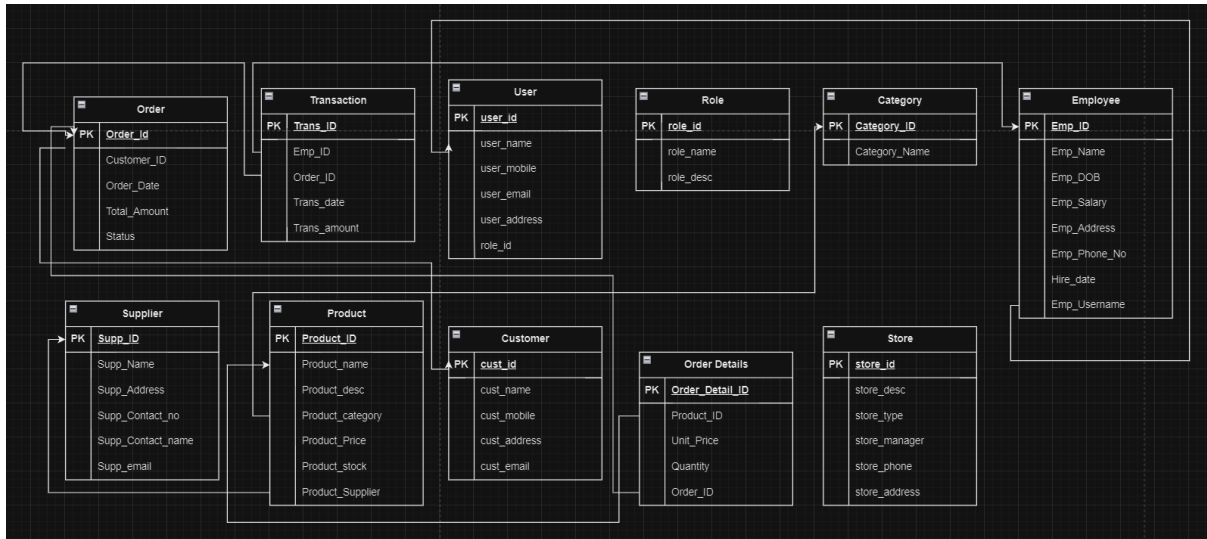 Order
PK Order_Id
Customer_ID
Order_Date
Total_Amount
Status
Transaction
PK Trans_ID
Emp_ID
Order_ID
Trans_date
Trans_amount
User
PK user_id
user_name
user_mobile
user_email
user_address
role_id
Role
PK role_id
role_name
role_desc
Category
PK Category_ID
Category_Name
Employee
PK Emp_ID
Emp_Name
Emp_DOB
Emp_Salary
Emp_Address
Emp_Phone_No
Hire_date
Emp_Username
Supplier
PK Supp_ID
Supp_Name
Supp_Address
Supp_Contact_no
Supp_Contact_name
Supp_email
Product
PK Product_ID
Product_name
Product_desc
Product_category
Product_Price
Product_stock
Product_Supplier
Customer
PK cust_id
cust_name
cust_mobile
cust_address
cust_email
Order Details
PK Order_Detail_ID
Product_ID
Unit_Price
Quantity
Order_ID
Store
PK store_id
store_desc
store_type
store_manager
store_phone
store_address